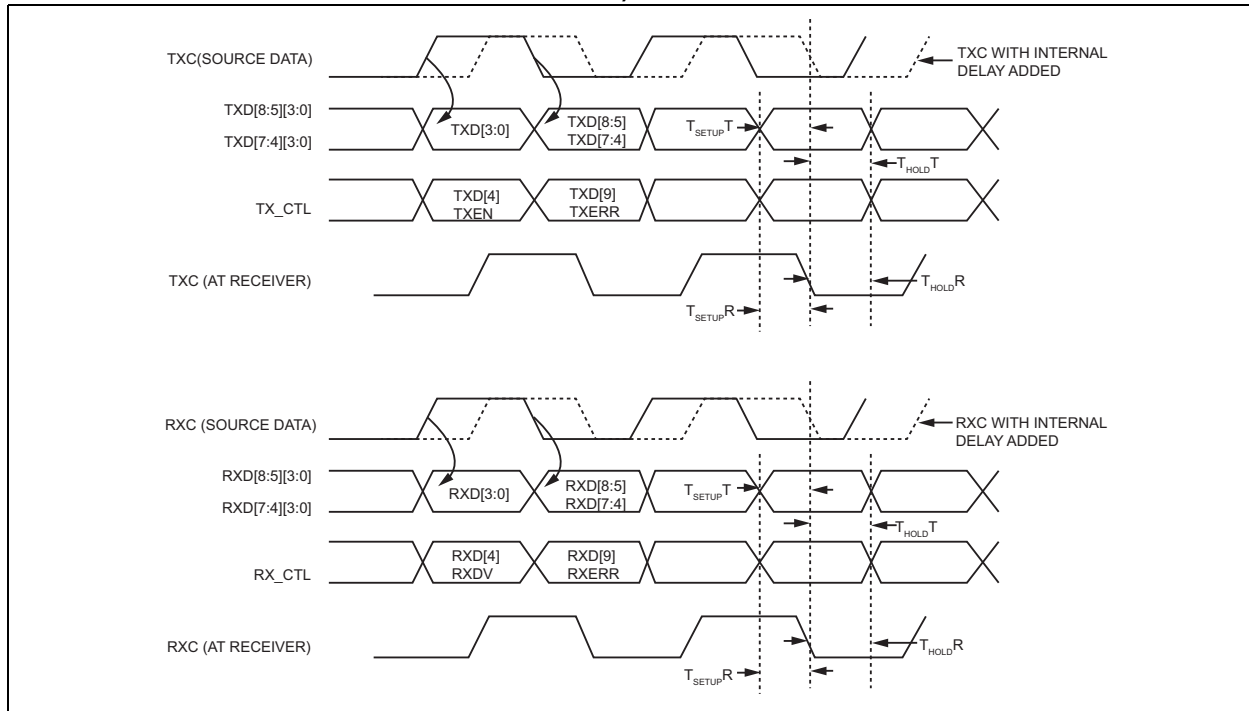 TXC(SOURCE DATA)
TXC WITH INTERNAL
DELAY ADDED
TXD[8:5][3:0]
TXD[7:4][3:0]
TXD[3:0]
TXD[8:5]
TXD[7:4]
TSETUPT
THOLDT
TX_CTL
TXD[4]
TXEN
TXD[9]
TXERR
TXC (AT RECEIVER)
THOLDR
TSETUPR
RXC (SOURCE DATA)
RXC WITH INTERNAL
DELAY ADDED
RXD[8:5][3:0]
RXD[7:4][3:0]
RXD[3:0]
RXD[8:5]
RXD[7:4]
TSETUPT
THOLDT
RX_CTL
RXD[4]
RXDV
RXD[9]
RXERR
RXC (AT RECEIVER)
THOLDR
TSETUPR